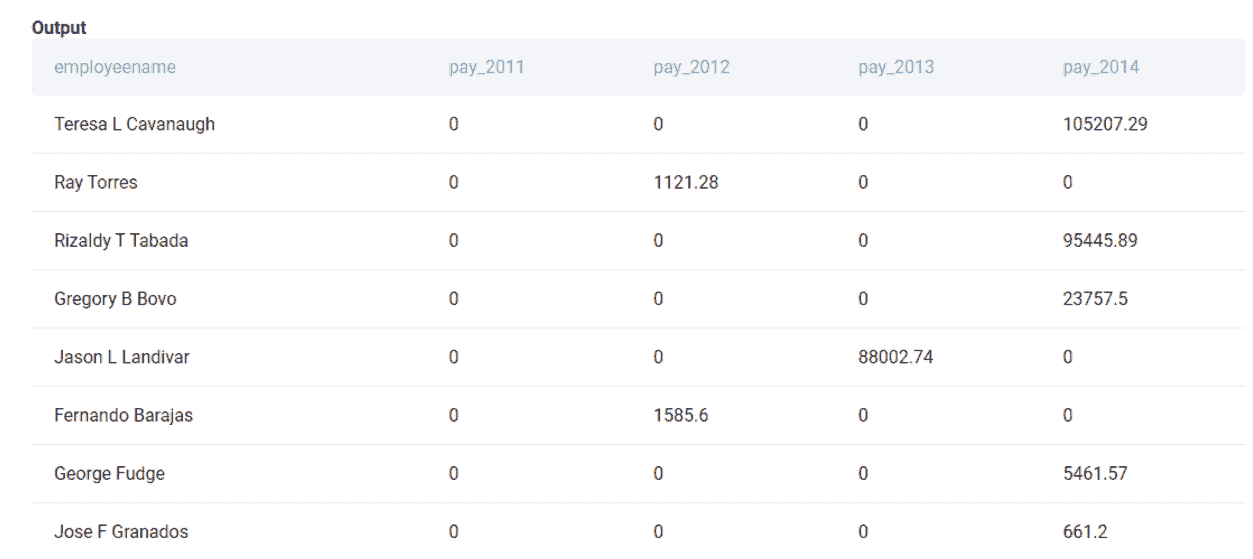 Output
employeename pay_2011 pay_2012 pay_2013 pay_2014
Teresa L Cavanaugh 0 0 0 105207.29
Ray Torres 0 1121.28 0 0
Rizaldy T Tabada 0 0 0 95445.89
Gregory B Bovo 0 0 0 23757.5
Jason L Landivar 0 0 88002.74 0
Fernando Barajas 0 1585.6 0 0
George Fudge 0 0 0 5461.57
Jose F Granados 0 0 0 661.2